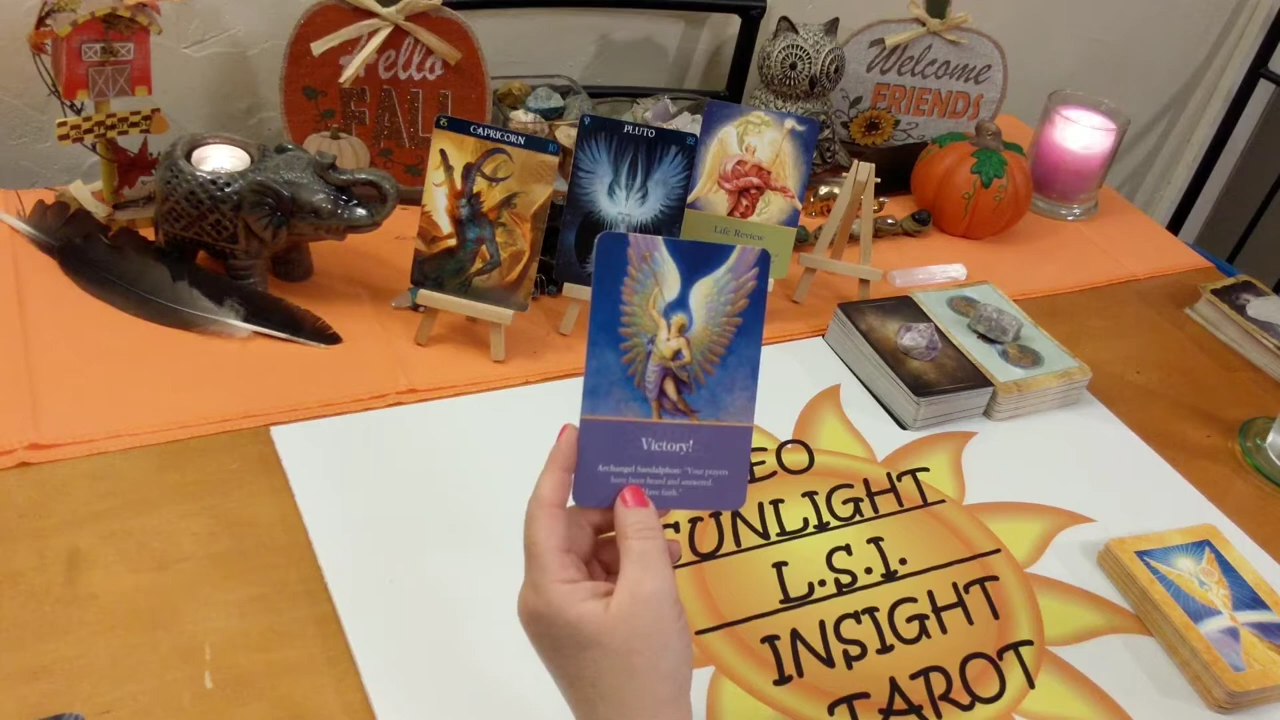 Hello
FALL
Welcome
FRIENDS
CAPRICORN
10
PLUTO
22
Life Review
Victory!
Archangel Sandalphon: "Your prayers
have been heard and answered.
Have faith."
EO
SUNLIGHT
L.S.I.
INSIGHT
TAROT